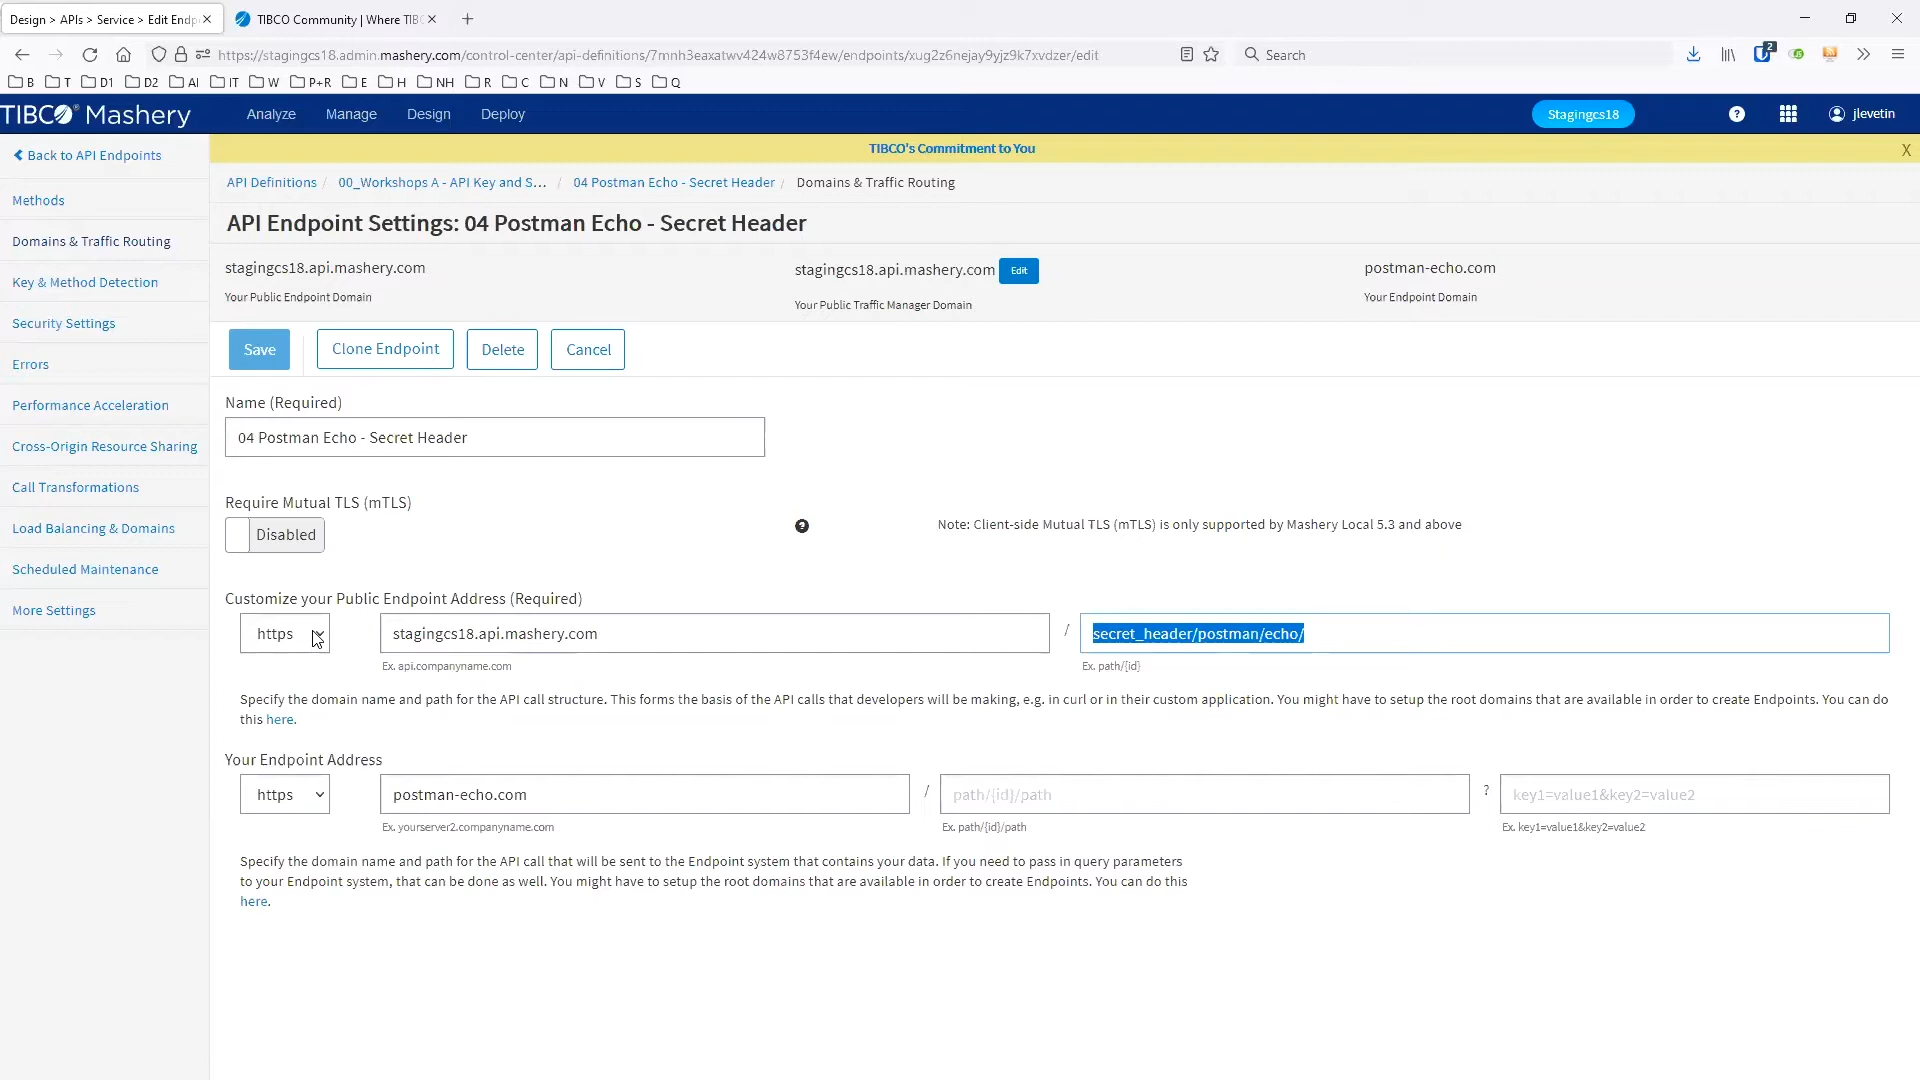 Design > APIs > Service > Edit Endp
TIBCO Community | Where TIB
https://stagingcs18.admin.mashery.com/control-center/api-definitions/7mnh3eaxatwv424w8753f4ew/endpoints/xug2z6nejay9yjz9k7xvdzer/edit
Search
2
B T D1 D2 AI IT W P+R E H NH R C N V S Q
TIBCO® Mashery
Analyze Manage Design Deploy
Stagingcs18
?
jlevetin
Back to API Endpoints
Methods
Domains & Traffic Routing
Key & Method Detection
Security Settings
Errors
Performance Acceleration
Cross-Origin Resource Sharing
Call Transformations
Load Balancing & Domains
Scheduled Maintenance
More Settings
TIBCO's Commitment to You
X
API Definitions / 00_Workshops A - API Key and S... / 04 Postman Echo - Secret Header / Domains & Traffic Routing
API Endpoint Settings: 04 Postman Echo - Secret Header
stagingcs18.api.mashery.com
Your Public Endpoint Domain
stagingcs18.api.mashery.com Edit
Your Public Traffic Manager Domain
postman-echo.com
Your Endpoint Domain
Save Clone Endpoint Delete Cancel
Name (Required)
04 Postman Echo - Secret Header
Require Mutual TLS (mTLS)
Disabled
?
Note: Client-side Mutual TLS (mTLS) is only supported by Mashery Local 5.3 and above
Customize your Public Endpoint Address (Required)
https stagingcs18.api.mashery.com / secret_header/postman/echo/
Ex. api.companyname.com Ex. path/{id}
Specify the domain name and path for the API call structure. This forms the basis of the API calls that developers will be making, e.g. in curl or in their custom application. You might have to setup the root domains that are available in order to create Endpoints. You can do
this here.
Your Endpoint Address
https postman-echo.com / path/{id}/path ? key1=value1&key2=value2
Ex. yourserver2.companyname.com Ex. path/{id}/path Ex. key1=value1&key2=value2
Specify the domain name and path for the API call that will be sent to the Endpoint system that contains your data. If you need to pass in query parameters
to your Endpoint system, that can be done as well. You might have to setup the root domains that are available in order to create Endpoints. You can do this
here.